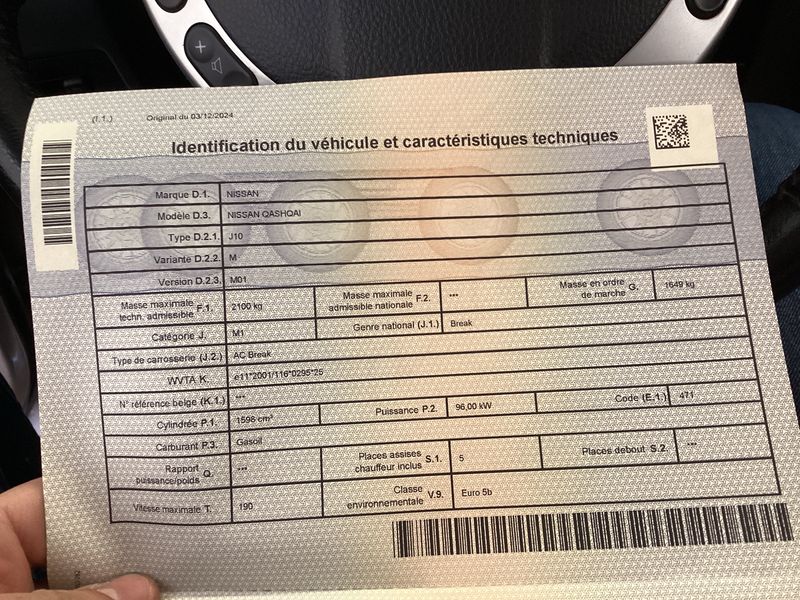 (I.1.) Original du 03/12/2024
Identification du véhicule et caractéristiques techniques
Marque D.1. NISSAN
Modèle D.3. NISSAN QASHQAI
Type D.2.1. J10
Variante D.2.2. M
Version D.2.3. M01
Masse maximale techn. admissible F.1. 2100 kg Masse maximale admissible nationale F.2. --- Masse en ordre de marche G. 1649 kg
Catégorie J. M1 Genre national (J.1.) Break
Type de carrosserie (J.2.) AC Break
WVTA K. e11*2001/116*0295*25
N° référence belge (K.1.) ---
Cylindrée P.1. 1598 cm³ Puissance P.2. 96,00 kW Code (E.1.) 471
Carburant P.3. Gasoil
Rapport puissance/poids Q. --- Places assises chauffeur inclus S.1. 5 Places debout S.2. ---
Vitesse maximale T. 190 Classe environnementale V.9. Euro 5b